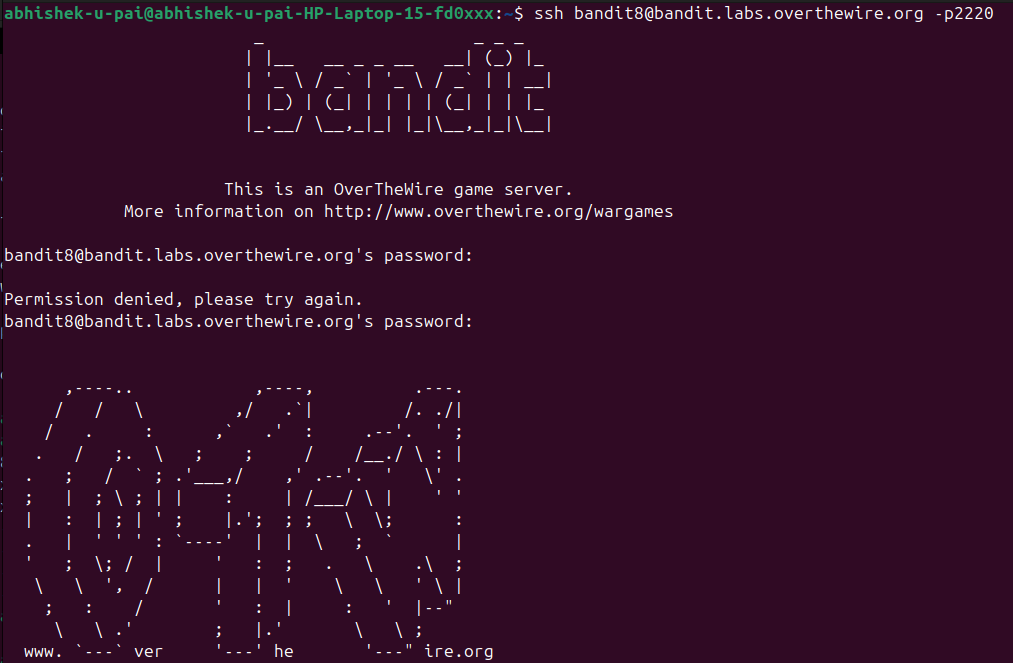 abhishek-u-pai@abhishek-u-pai-HP-Laptop-15-fd0xxx:~$ ssh bandit8@bandit.labs.overthewire.org -p2220
bandit
This is an OverTheWire game server.
More information on http://www.overthewire.org/wargames
bandit8@bandit.labs.overthewire.org's password:
Permission denied, please try again.
bandit8@bandit.labs.overthewire.org's password:
www. ver he ire.org